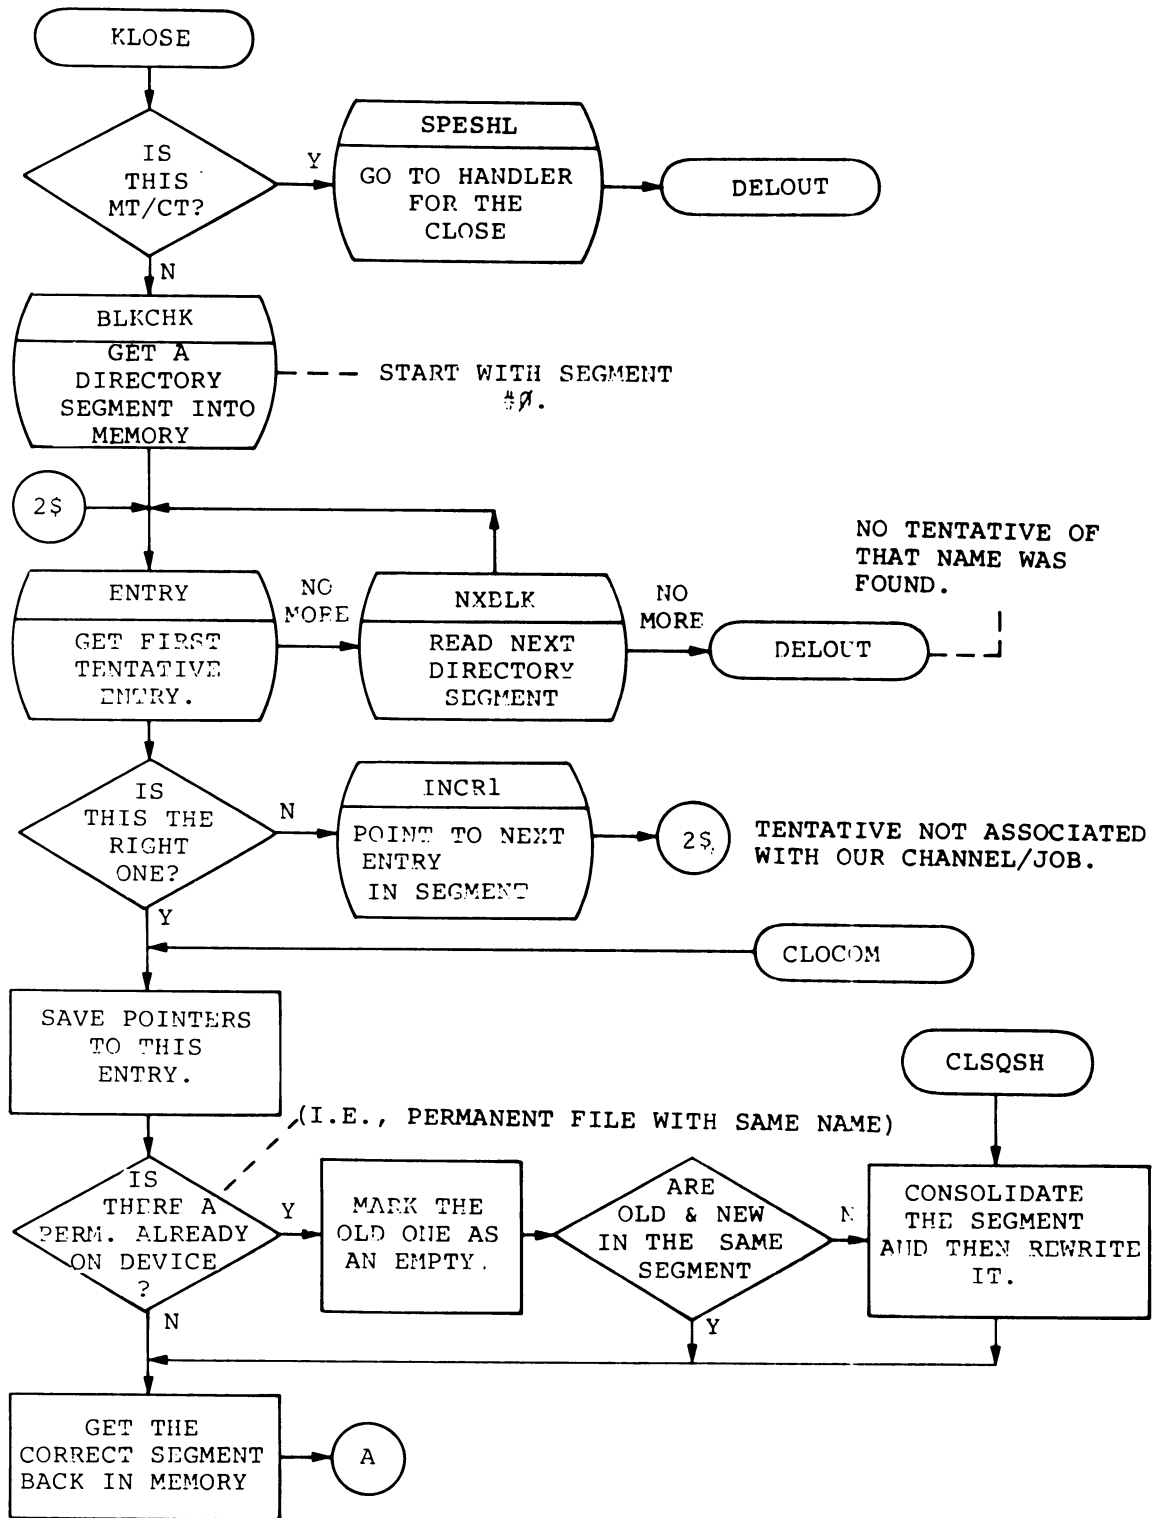 KLOSE
IS
THIS
MT/CT?
Y
SPESHL
GO TO HANDLER
FOR THE
CLOSE
DELOUT
N
BLKCHK
GET A
DIRECTORY
SEGMENT INTO
MEMORY
START WITH SEGMENT
#Ø.
2$
ENTRY
GET FIRST
TENTATIVE
ENTRY.
NO
MORE
NXBLK
READ NEXT
DIRECTORY
SEGMENT
NO
MORE
DELOUT
NO TENTATIVE OF
THAT NAME WAS
FOUND.
IS
THIS THE
RIGHT
ONE?
N
INCR1
POINT TO NEXT
ENTRY
IN SEGMENT
2$
TENTATIVE NOT ASSOCIATED
WITH OUR CHANNEL/JOB.
Y
CLOCOM
SAVE POINTERS
TO THIS
ENTRY.
CLSQSH
(I.E., PERMANENT FILE WITH SAME NAME)
IS
THERE A
PERM. ALREADY
ON DEVICE
?
Y
MARK THE
OLD ONE AS
AN EMPTY.
ARE
OLD & NEW
IN THE SAME
SEGMENT
N
CONSOLIDATE
THE SEGMENT
AND THEN REWRITE
IT.
N
Y
GET THE
CORRECT SEGMENT
BACK IN MEMORY
A